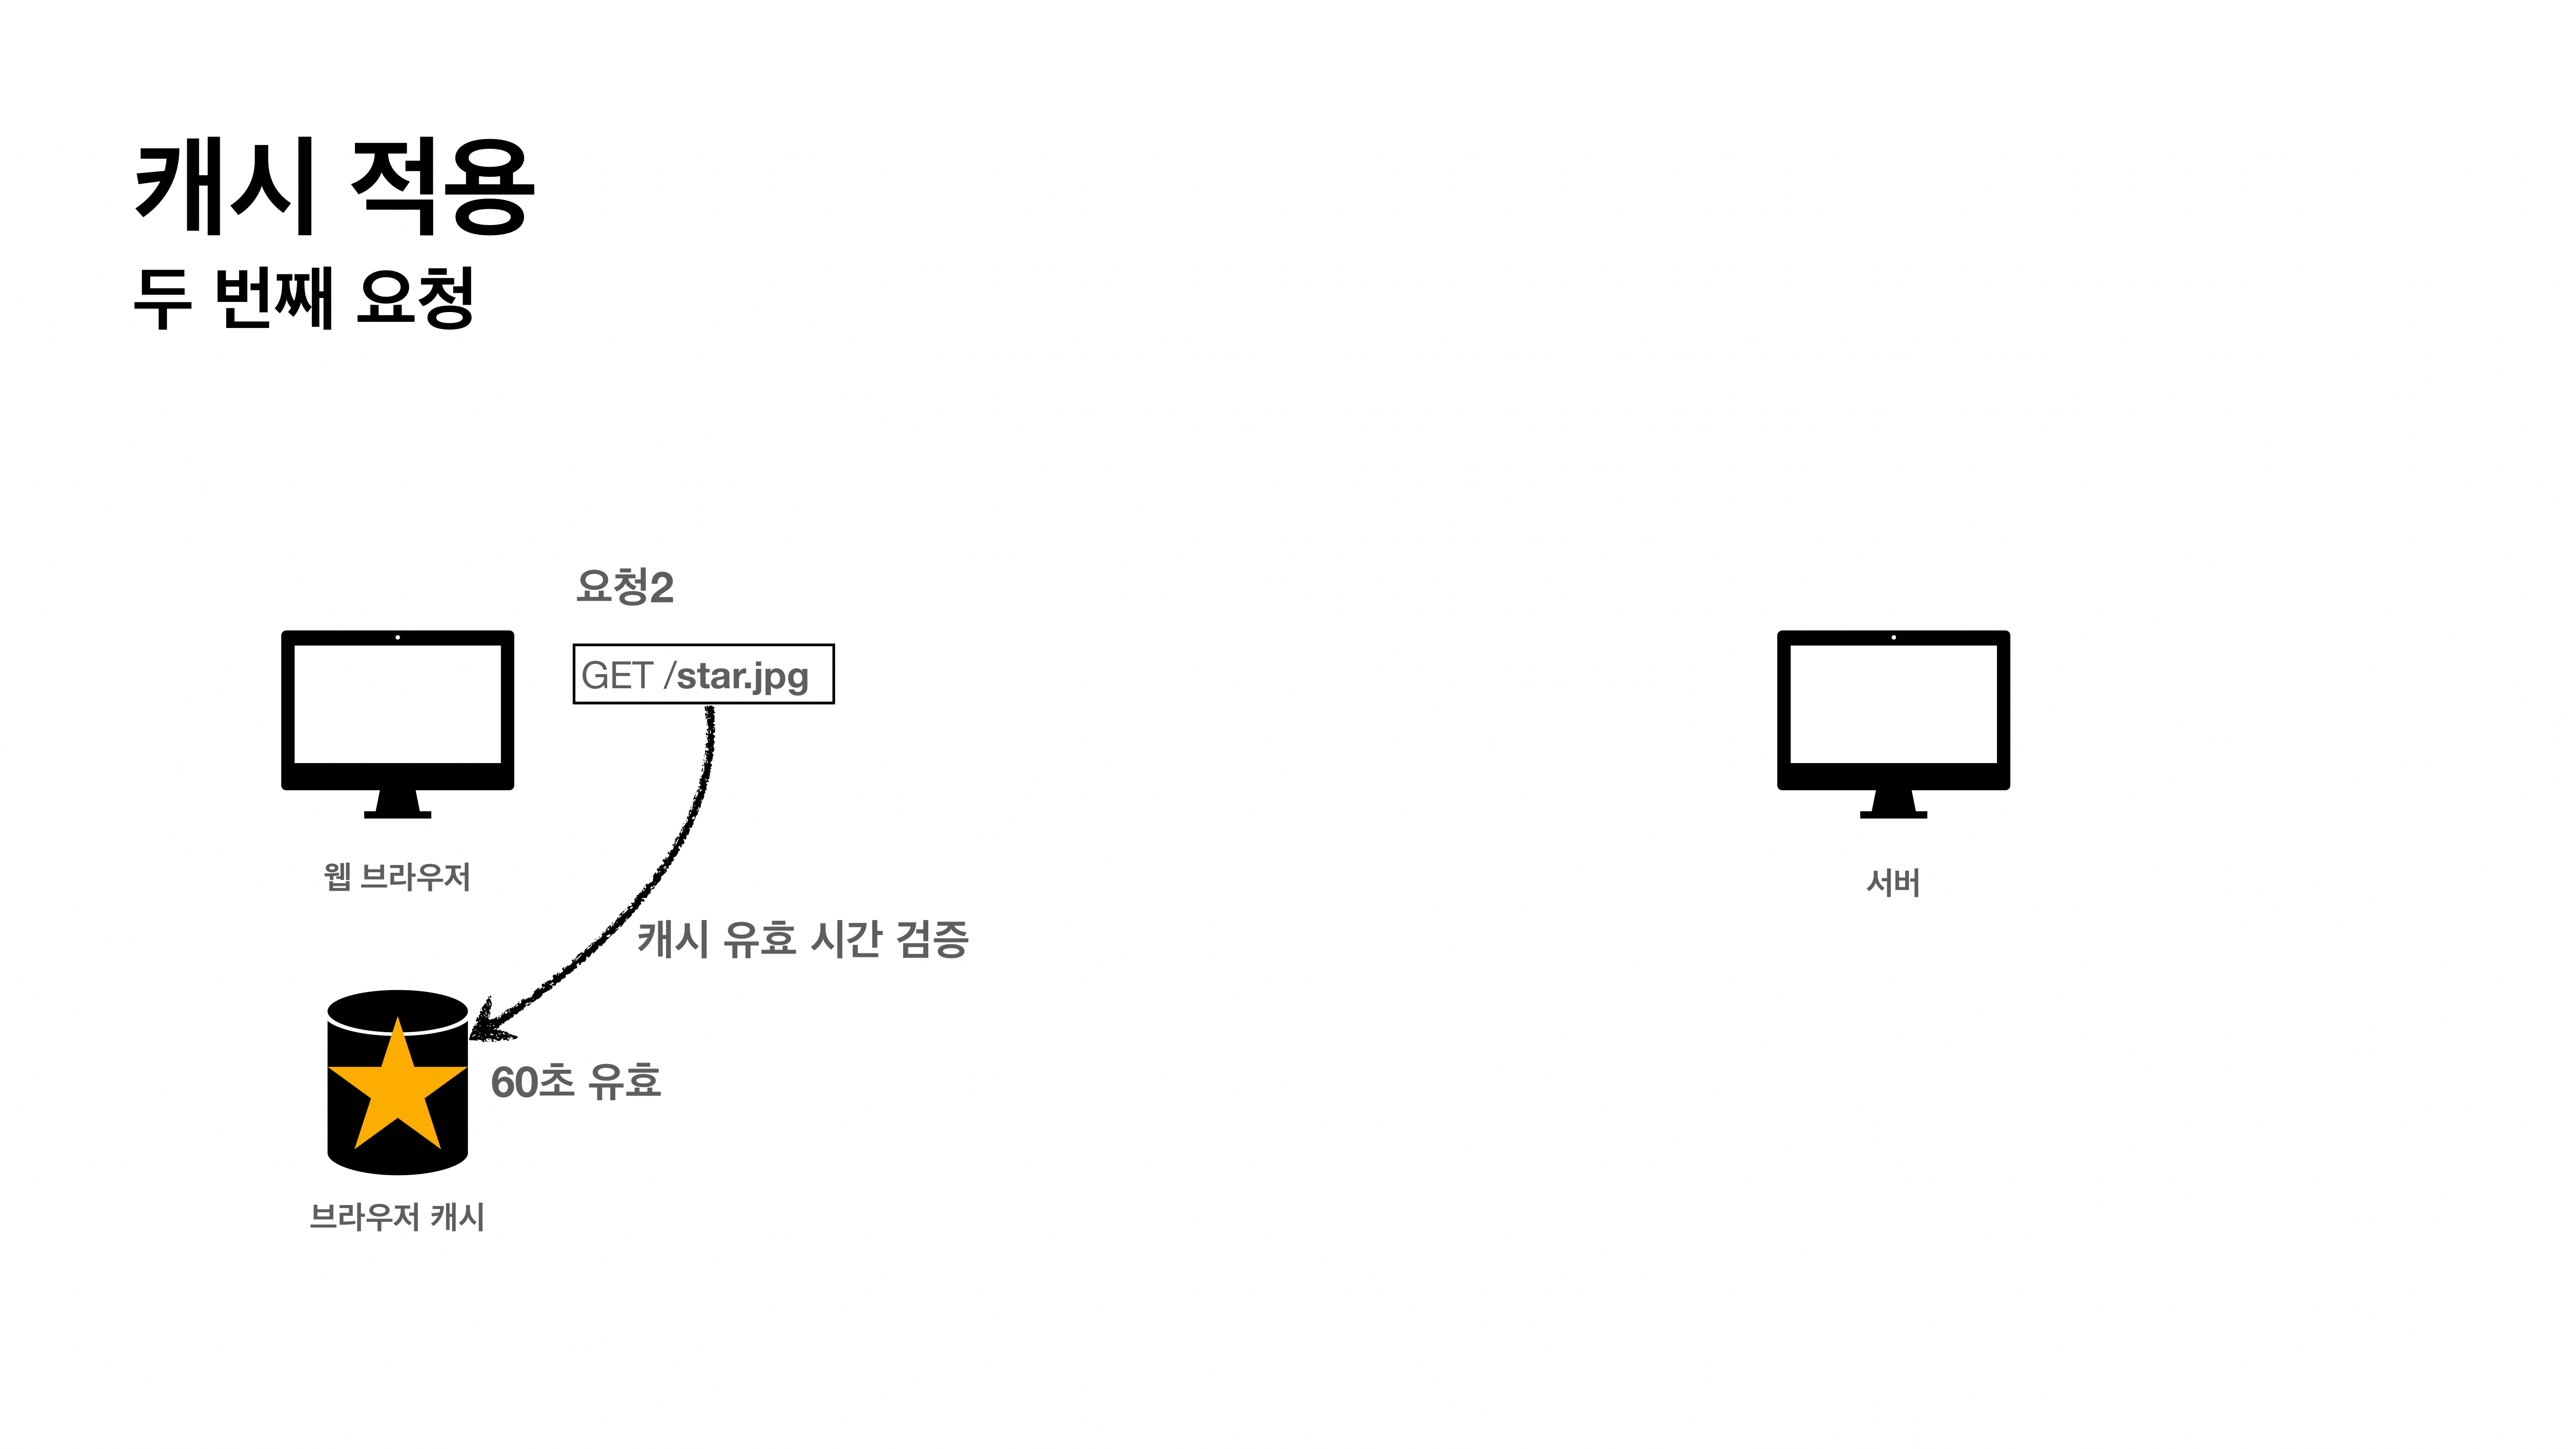 캐시 적용
두 번째 요청
요청2
GET /star.jpg
웹 브라우저
서버
캐시 유효 시간 검증
60초 유효
브라우저 캐시